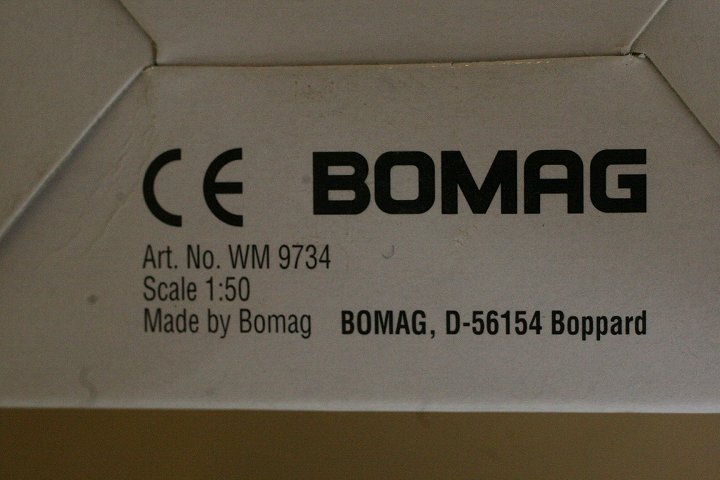 CE BOMAG
Art. No. WM 9734
Scale 1:50
Made by Bomag BOMAG, D-56154 Boppard